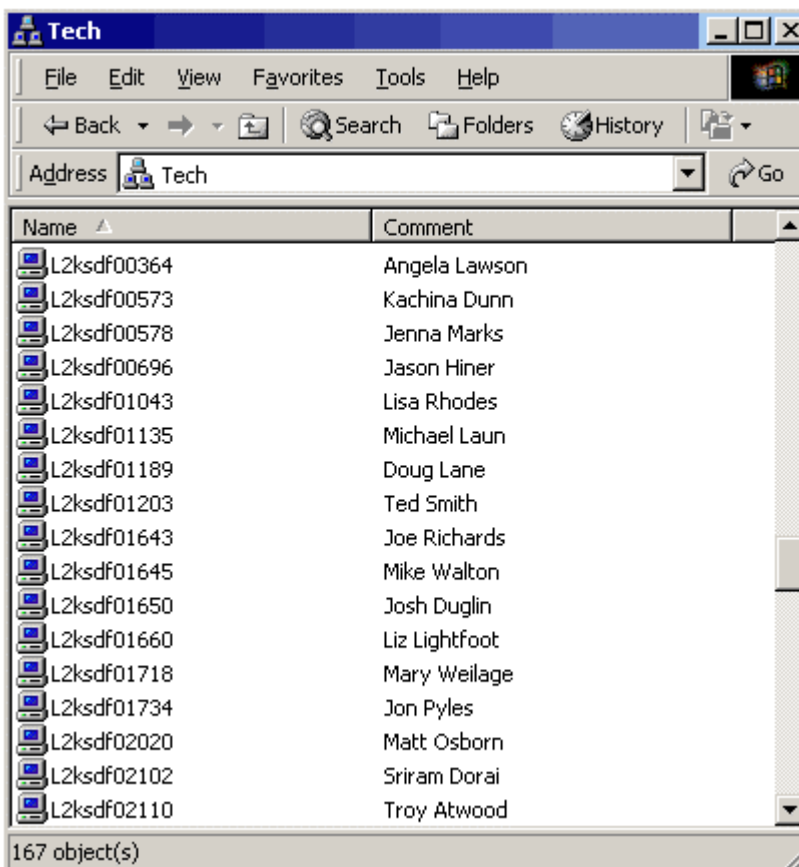 Tech
File Edit View Favorites Tools Help
Back Search Folders History
Address Tech Go
Name Comment
L2ksdf00364 Angela Lawson
L2ksdf00573 Kachina Dunn
L2ksdf00578 Jenna Marks
L2ksdf00696 Jason Hiner
L2ksdf01043 Lisa Rhodes
L2ksdf01135 Michael Laun
L2ksdf01189 Doug Lane
L2ksdf01203 Ted Smith
L2ksdf01643 Joe Richards
L2ksdf01645 Mike Walton
L2ksdf01650 Josh Duglin
L2ksdf01660 Liz Lightfoot
L2ksdf01718 Mary Weilage
L2ksdf01734 Jon Pyles
L2ksdf02020 Matt Osborn
L2ksdf02102 Sriram Dorai
L2ksdf02110 Troy Atwood
167 object(s)